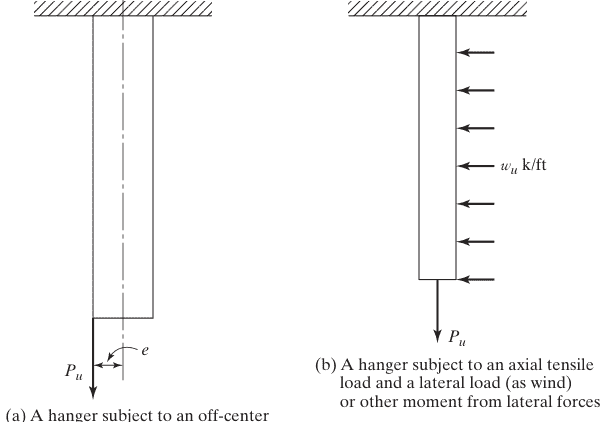 w_u k/ft
e
P_u
P_u
(b) A hanger subject to an axial tensile
load and a lateral load (as wind)
or other moment from lateral forces
(a) A hanger subject to an off-center